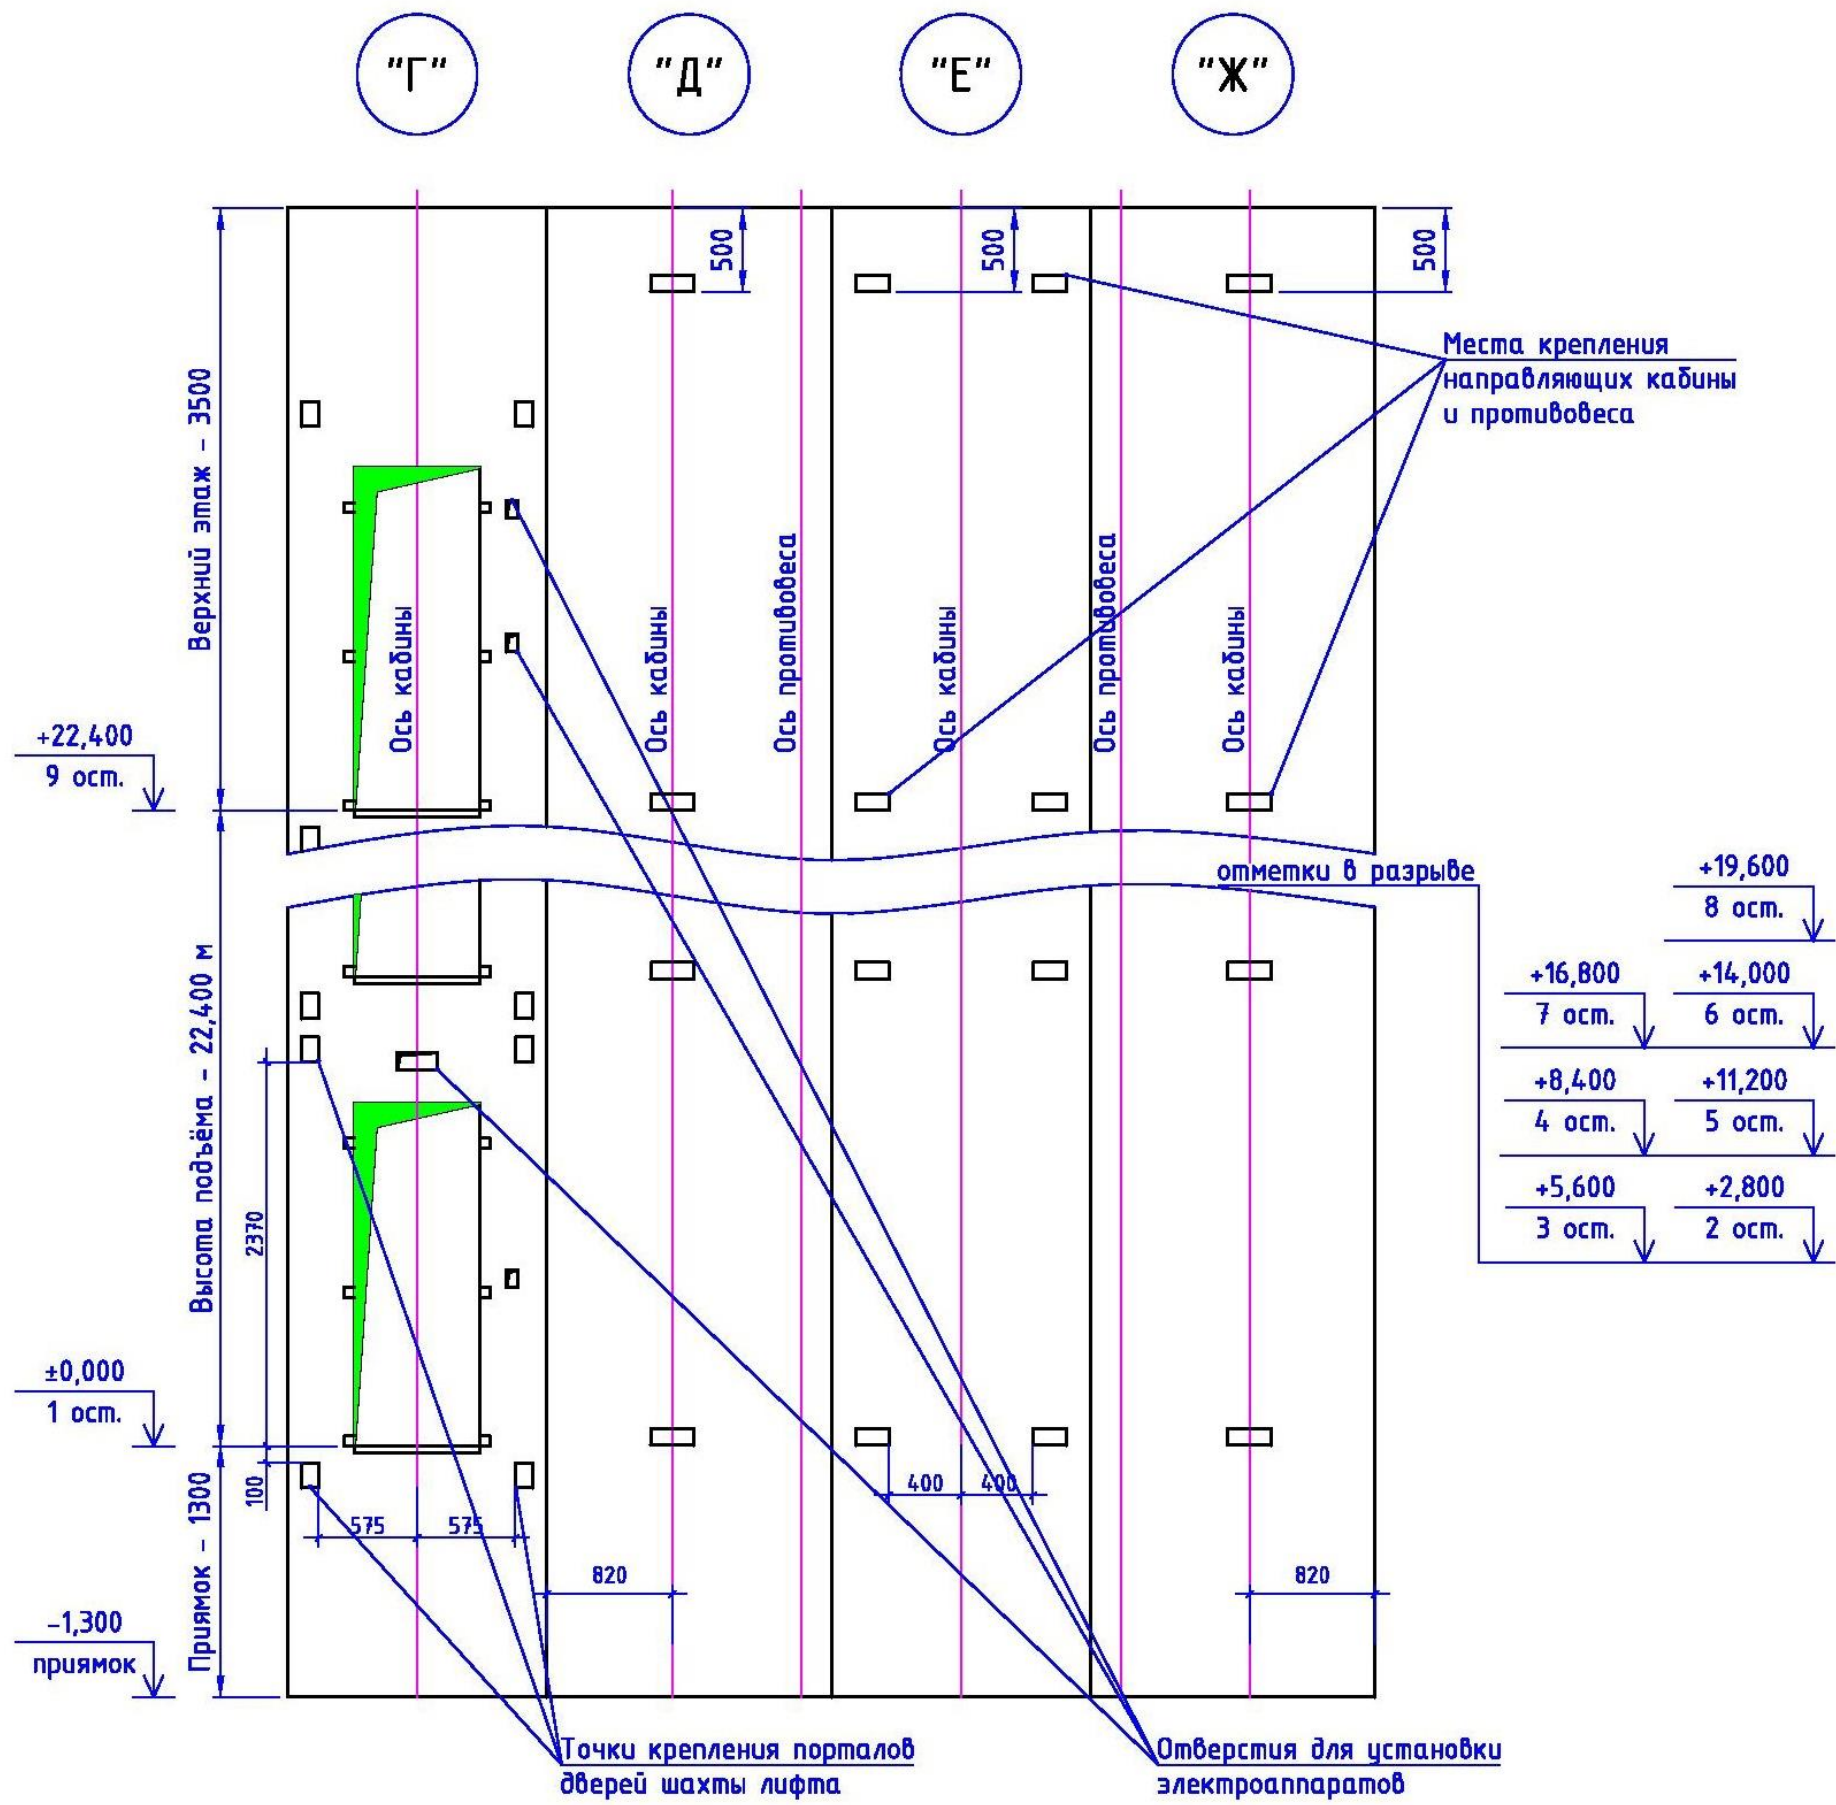 "Г"
"Д"
"Е"
"Ж"
500
500
500
Места крепления
направляющих кабины
и противовеса
Верхний этаж - 3500
Ось кабины
Ось кабины
Ось противовеса
Ось кабины
Ось противовеса
Ось кабины
+22,400
9 ост.
отметки в разрыве
+19,600
8 ост.
+16,800
7 ост.
+14,000
6 ост.
+8,400
4 ост.
+11,200
5 ост.
+5,600
3 ост.
+2,800
2 ост.
Высота подъёма - 22,400 м
2370
±0,000
1 ост.
100
Приямок - 1300
575
575
400
400
820
820
-1,300
приямок
Точки крепления порталов
дверей шахты лифта
Отверстия для установки
электроаппаратов